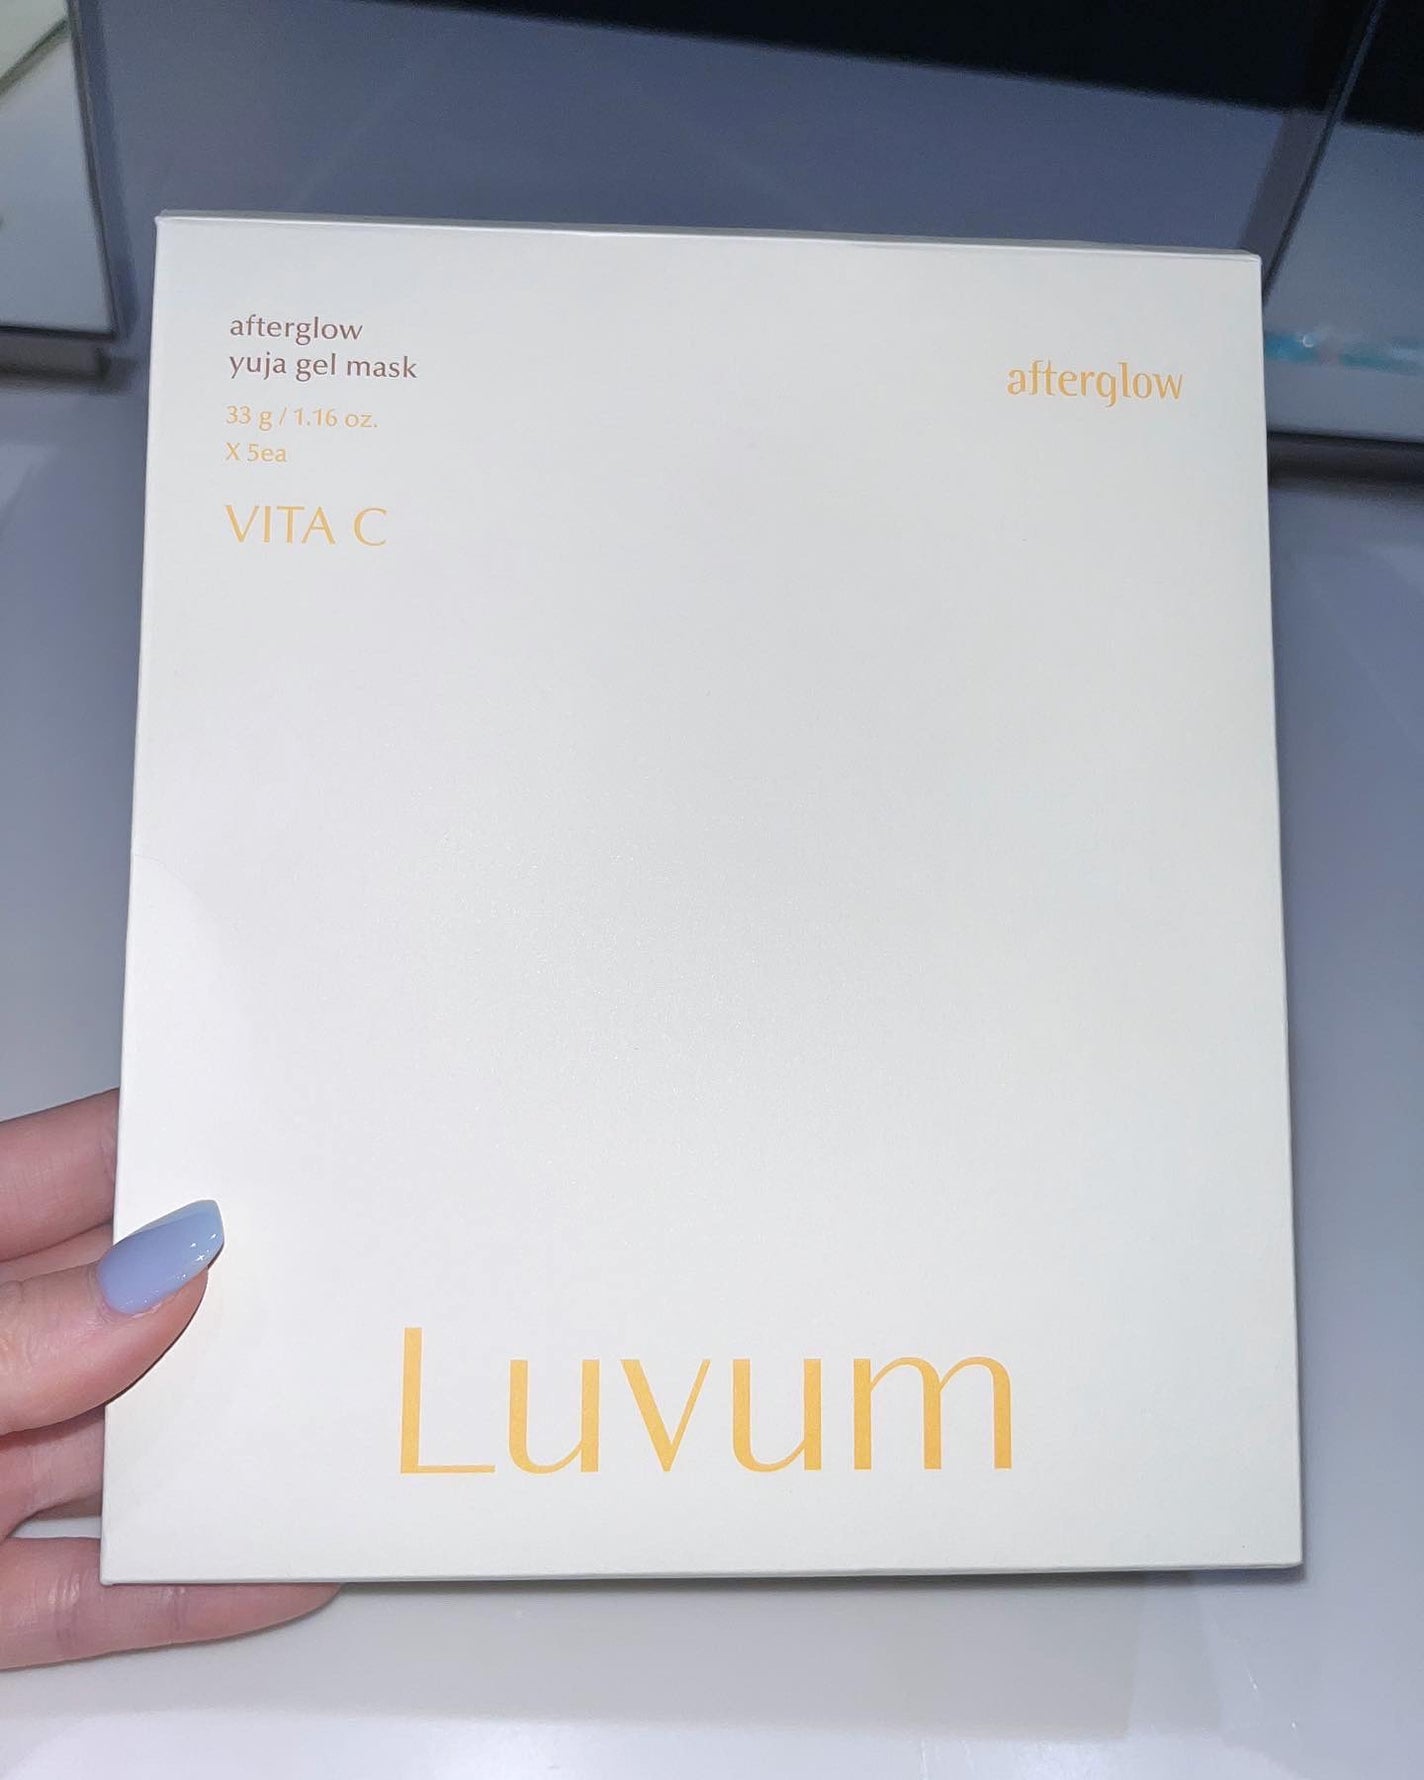 afterglow
yuja gel mask
33 g / 1.16 oz.
X 5ea
VITA C
afterglow
Luvum